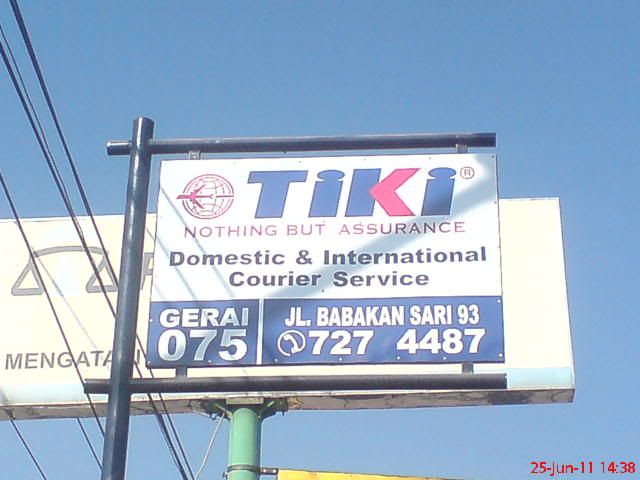 TiKi ®
NOTHING BUT ASSURANCE
Domestic & International
Courier Service
GERAI
075
JL. BABAKAN SARI 93
727 4487
25-Jun-11 14:38